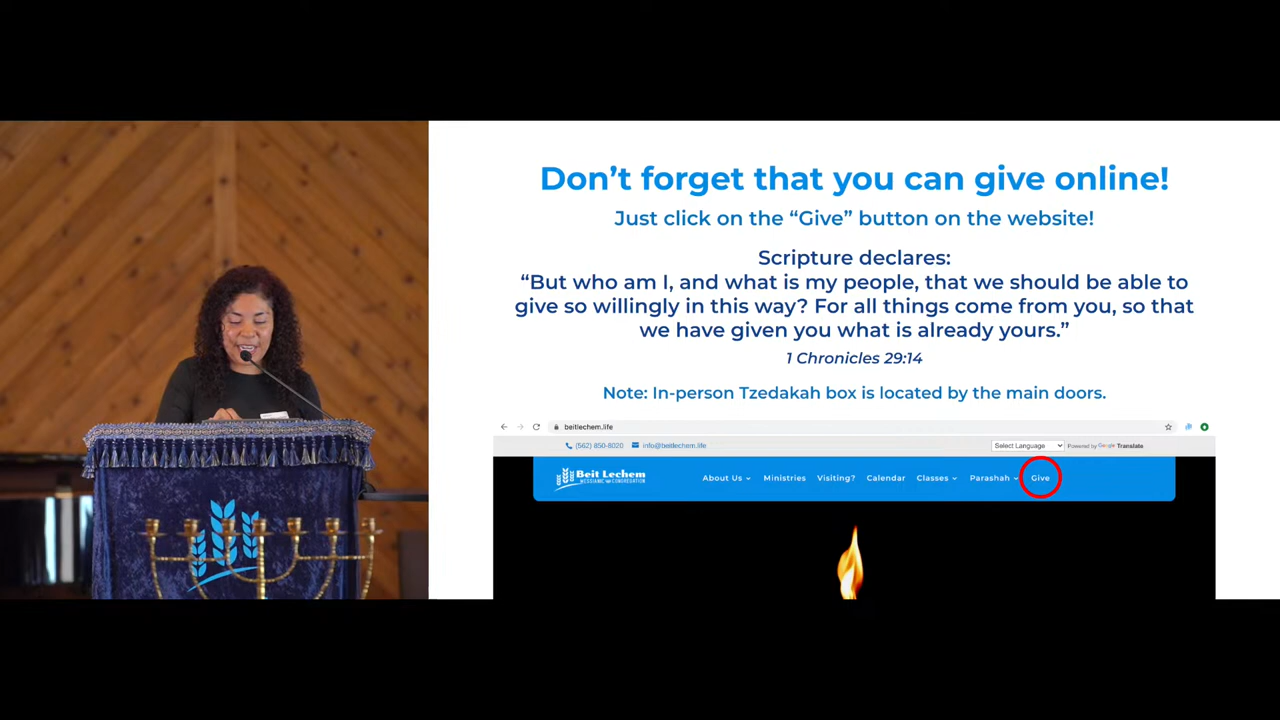 Don’t forget that you can give online!
Just click on the “Give” button on the website!
Scripture declares:
“But who am I, and what is my people, that we should be able to
give so willingly in this way? For all things come from you, so that
we have given you what is already yours.”
1 Chronicles 29:14
Note: In-person Tzedakah box is located by the main doors.
beitlechem.life
(562) 850-8020 info@beitlechem.life Select Language Powered by Google Translate
Beit Lechem About Us Ministries Visiting? Calendar Classes Parashah Give
MESSIANIC CONGREGATION